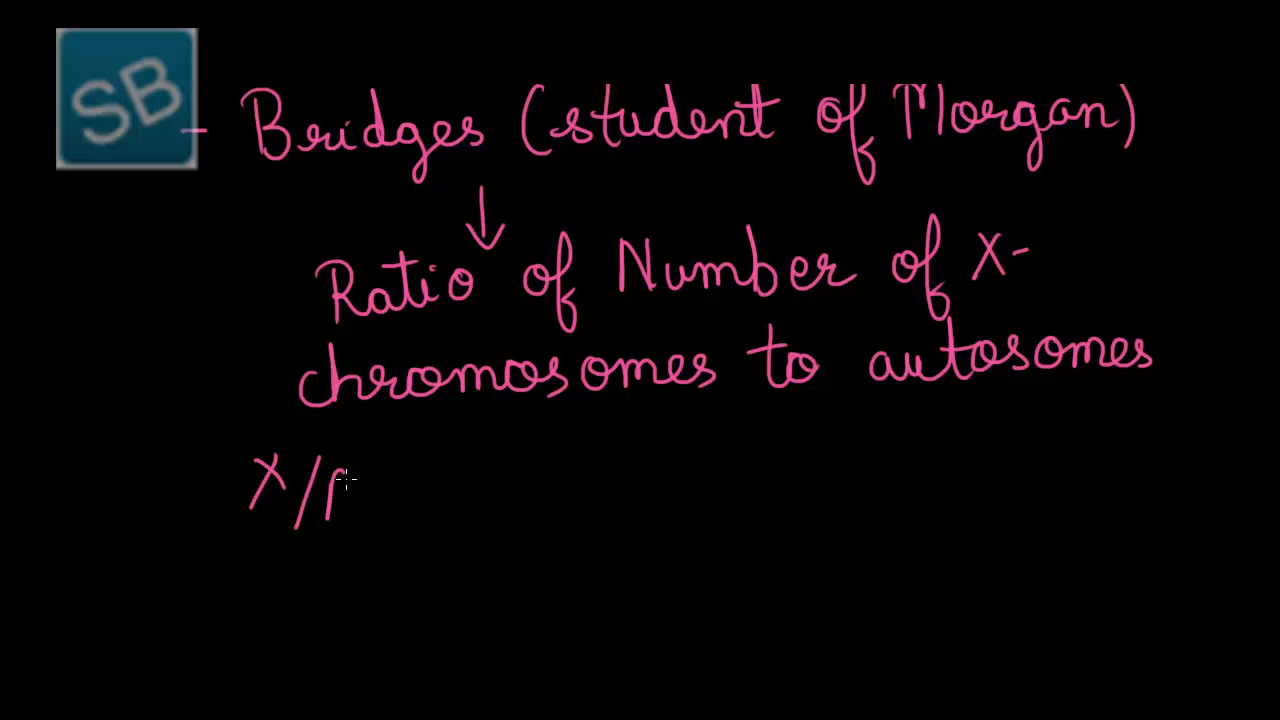 SB
- Bridges (student of Morgan)
↓
Ratio of Number of X-
chromosomes to autosomes
X/